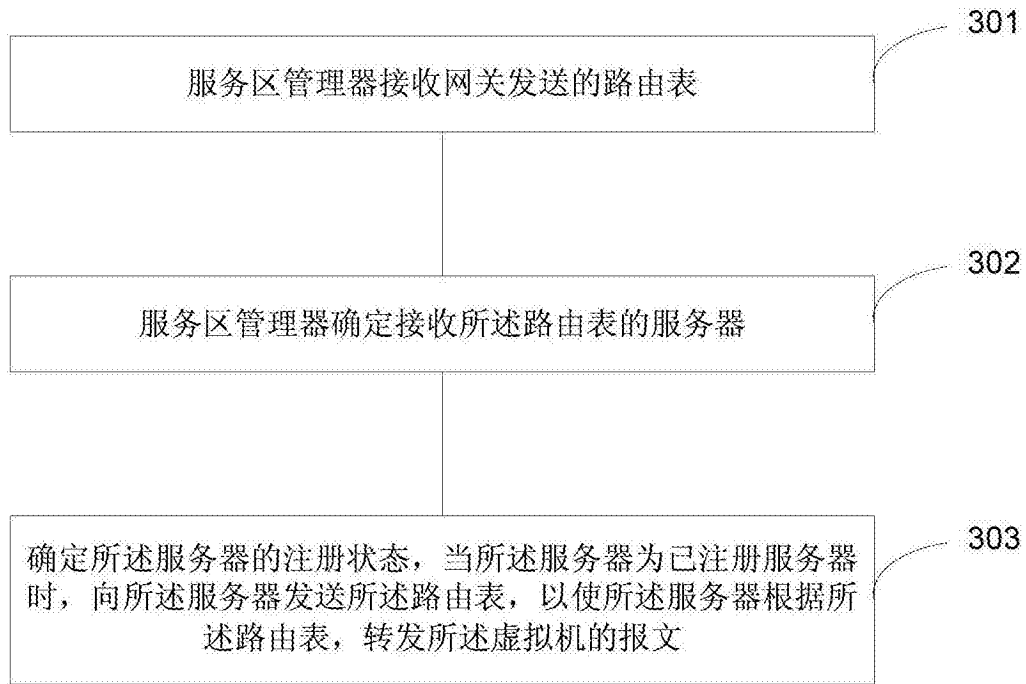 301
服务区管理器接收网关发送的路由表
302
服务区管理器确定接收所述路由表的服务器
303
确定所述服务器的注册状态，当所述服务器为已注册服务器
时，向所述服务器发送所述路由表，以使所述服务器根据所
述路由表，转发所述虚拟机的报文